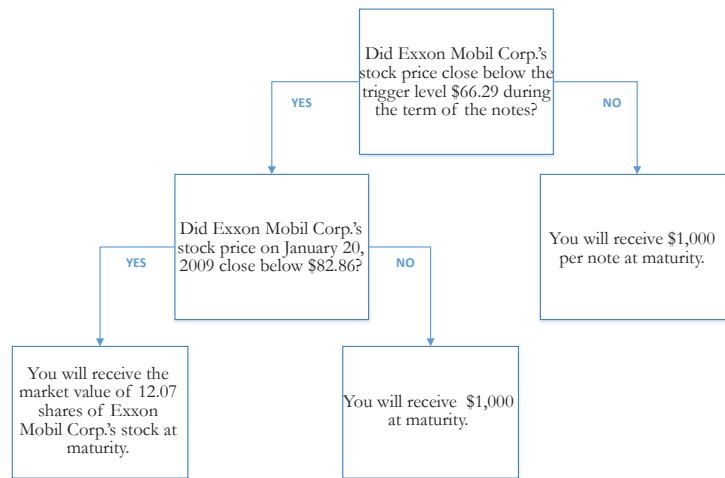 Did Exxon Mobil Corp.'s
stock price close below the
trigger level $66.29 during
the term of the notes?
YES
NO
Did Exxon Mobil Corp.'s
stock price on January 20,
2009 close below $82.86?
You will receive $1,000
per note at maturity.
YES
NO
You will receive the
market value of 12.07
shares of Exxon
Mobil Corp.'s stock at
maturity.
You will receive $1,000
at maturity.